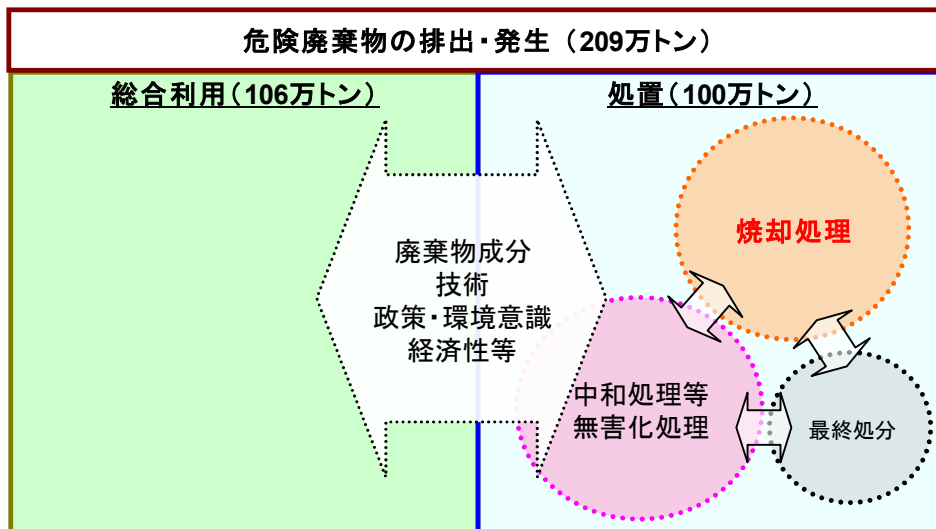 危険廃棄物の排出・発生（209万トン）
総合利用（106万トン）
処置（100万トン）
焼却処理
廃棄物成分
技術
政策・環境意識
経済性等
中和処理等
無害化処理
最終処分